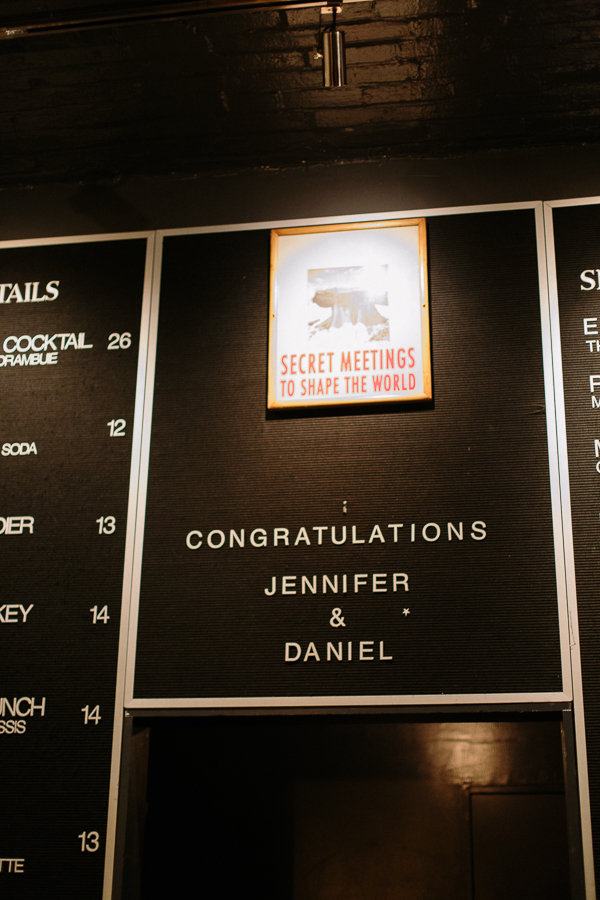 TAILS
COCKTAIL 26
DRAMBUIE
12
SODA
DIER 13
KEY 14
UNCH 14
SSIS
13
TTE
SECRET MEETINGS
TO SHAPE THE WORLD
CONGRATULATIONS
JENNIFER
&
*
DANIEL
S
E
TH
P
M